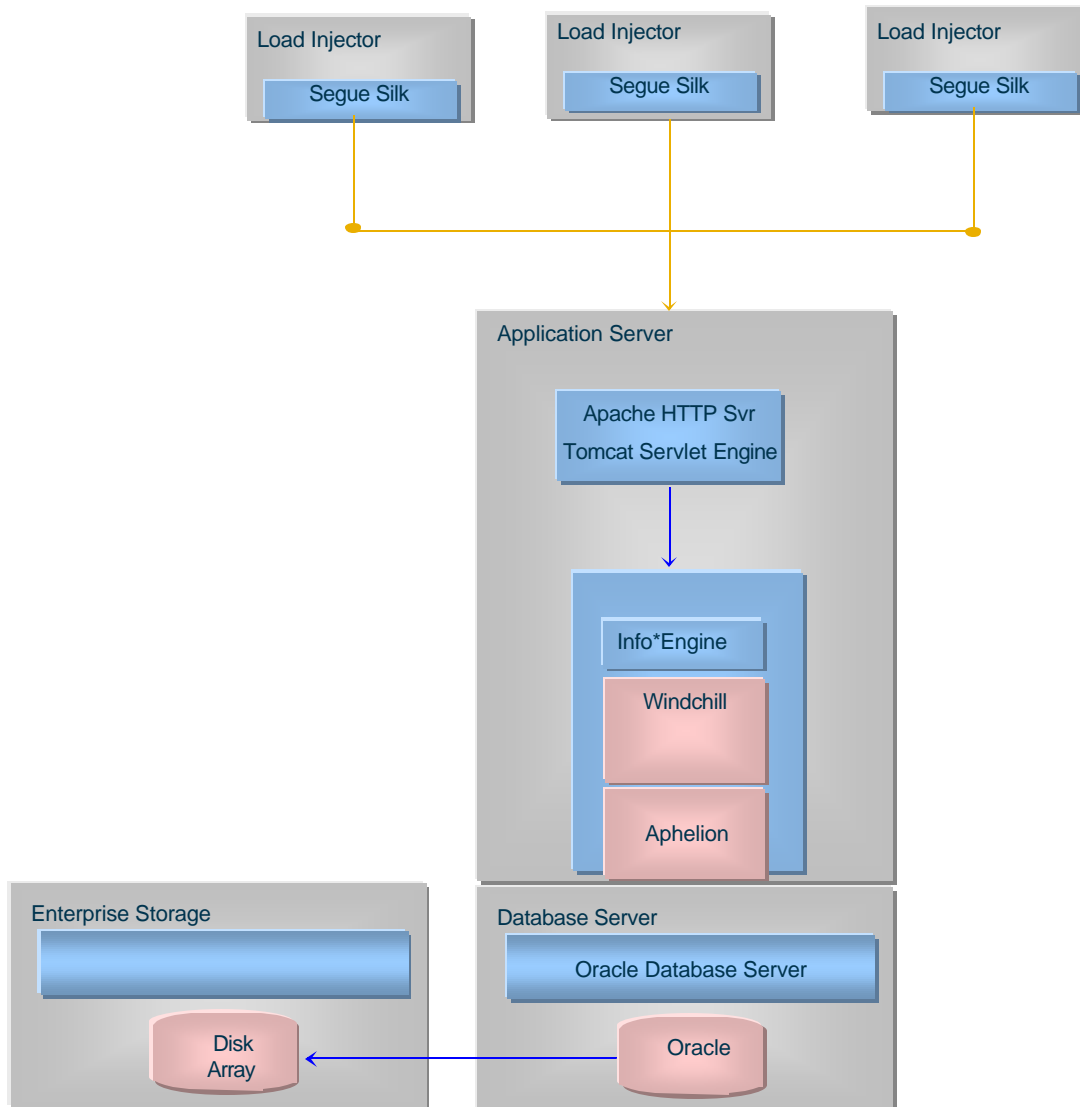 Load Injector
Segue Silk
Load Injector
Segue Silk
Load Injector
Segue Silk
Application Server
Apache HTTP Svr
Tomcat Servlet Engine
Info*Engine
Windchill
Aphelion
Enterprise Storage
Disk
Array
Database Server
Oracle Database Server
Oracle